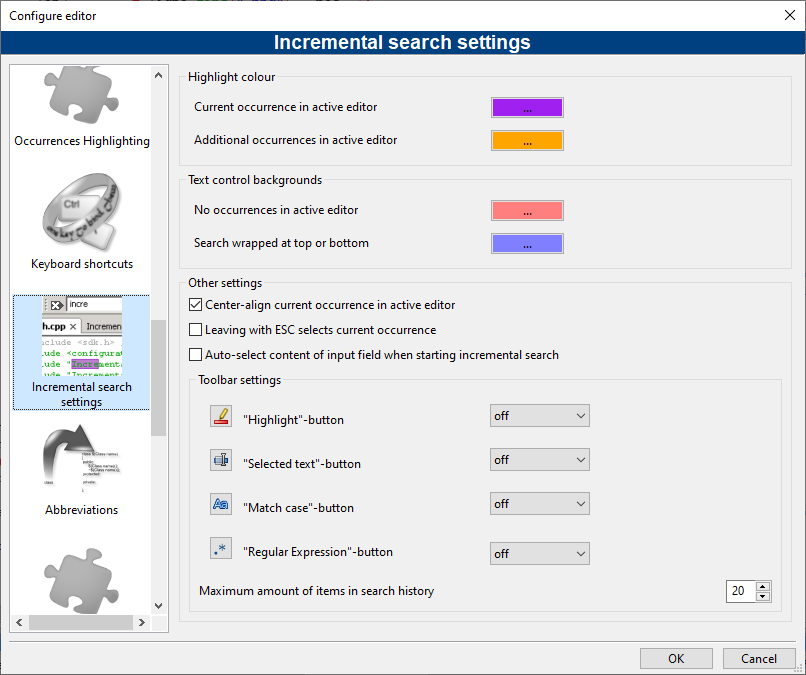 Configure editor
Incremental search settings
Occurrences Highlighting
Ctrl
Keyboard shortcuts
incre
h.cpp
Incremen
clude <sdk.h>
lude <configurat
lude "Increment
lude "Increment
Incremental search
settings
Abbreviations
Highlight colour
Current occurrence in active editor
...
Additional occurrences in active editor
...
Text control backgrounds
No occurrences in active editor
...
Search wrapped at top or bottom
...
Other settings
Center-align current occurrence in active editor
Leaving with ESC selects current occurrence
Auto-select content of input field when starting incremental search
Toolbar settings
"Highlight"-button
off
"Selected text"-button
off
Aa
"Match case"-button
off
.*
"Regular Expression"-button
off
Maximum amount of items in search history
20
OK
Cancel